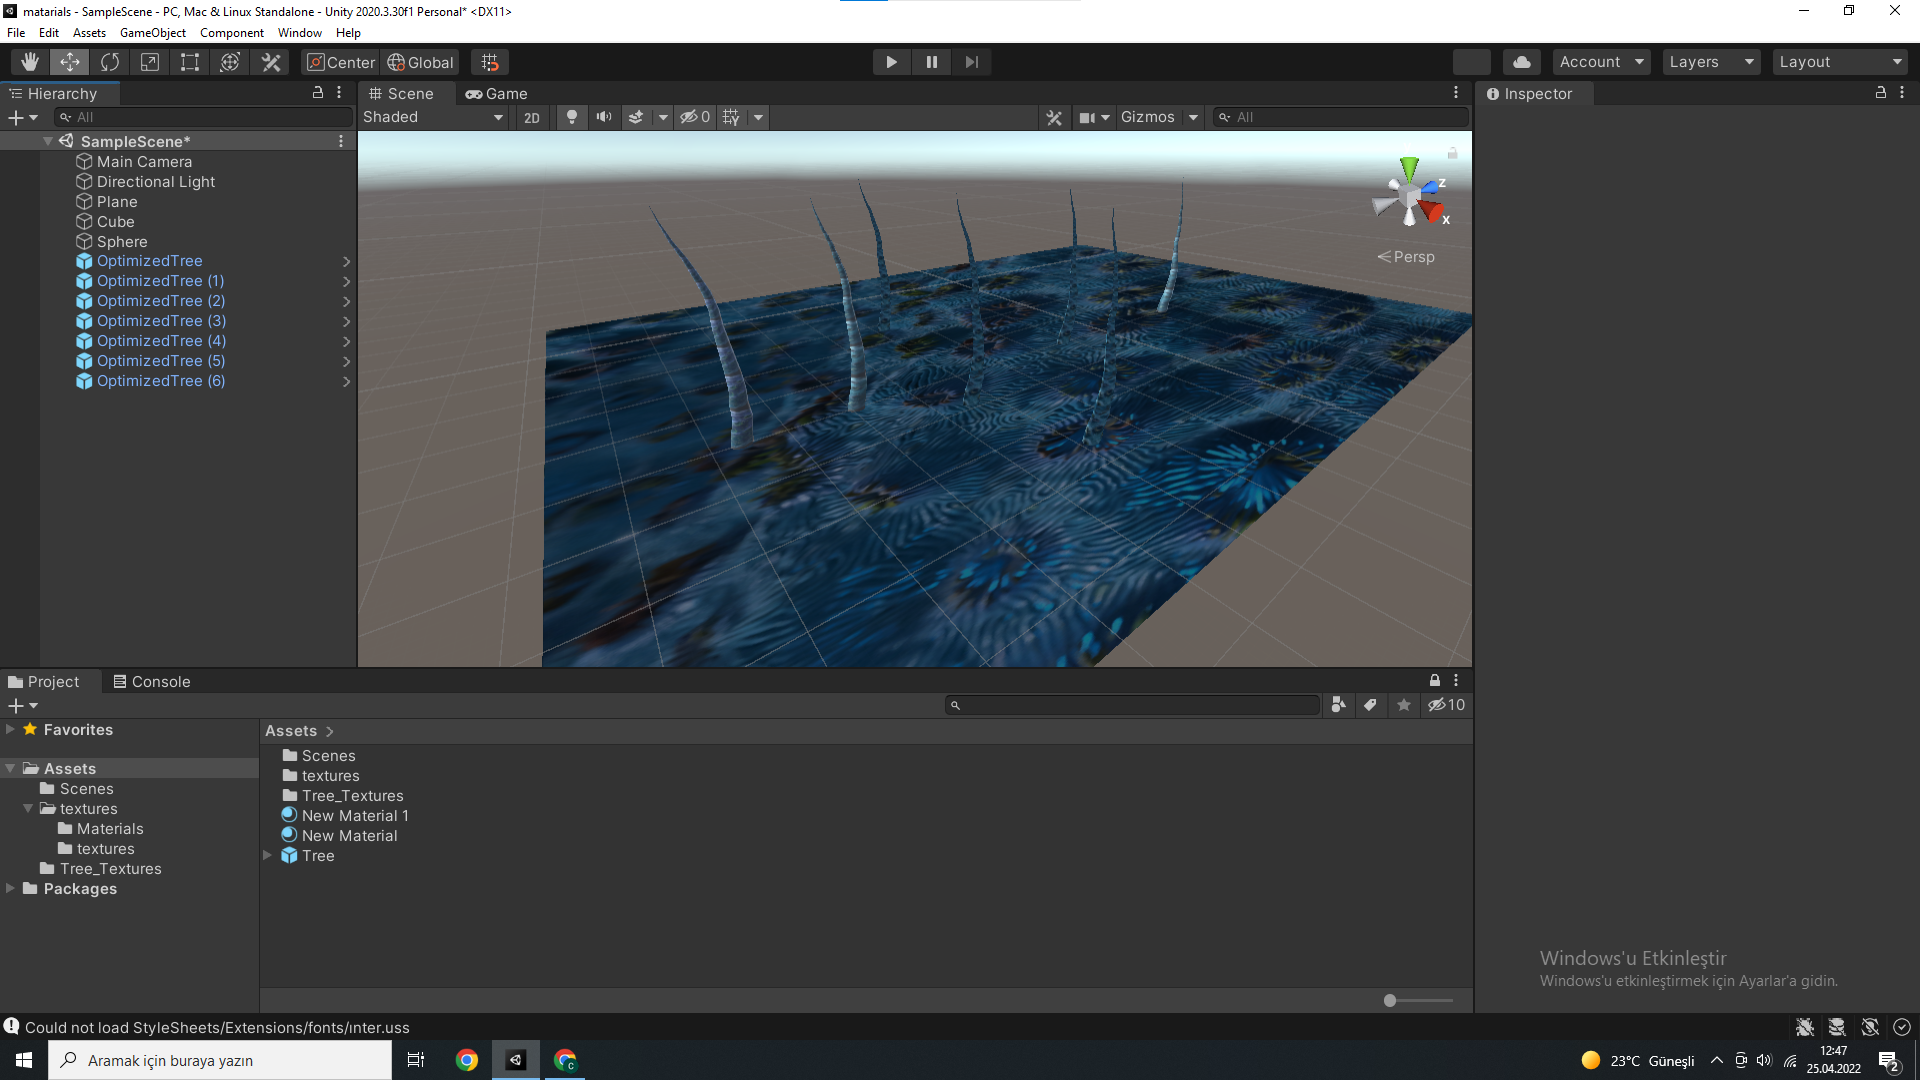 matarials - SampleScene - PC, Mac & Linux Standalone - Unity 2020.3.30f1 Personal* <DX11>
File Edit Assets GameObject Component Window Help
Center Global Account Layers Layout
Hierarchy
All
SampleScene*
Main Camera
Directional Light
Plane
Cube
Sphere
OptimizedTree
OptimizedTree (1)
OptimizedTree (2)
OptimizedTree (3)
OptimizedTree (4)
OptimizedTree (5)
OptimizedTree (6)
Scene Game
Shaded 2D 0 Gizmos All
z
x
Persp
Inspector
Project Console
10
Favorites
Assets
Scenes
textures
Materials
textures
Tree_Textures
Packages
Assets
Scenes
textures
Tree_Textures
New Material 1
New Material
Tree
Windows'u Etkinleştir
Windows'u etkinleştirmek için Ayarlar'a gidin.
Could not load StyleSheets/Extensions/fonts/ınter.uss
Aramak için buraya yazın
C
23°C Güneşli
12:47
25.04.2022
2